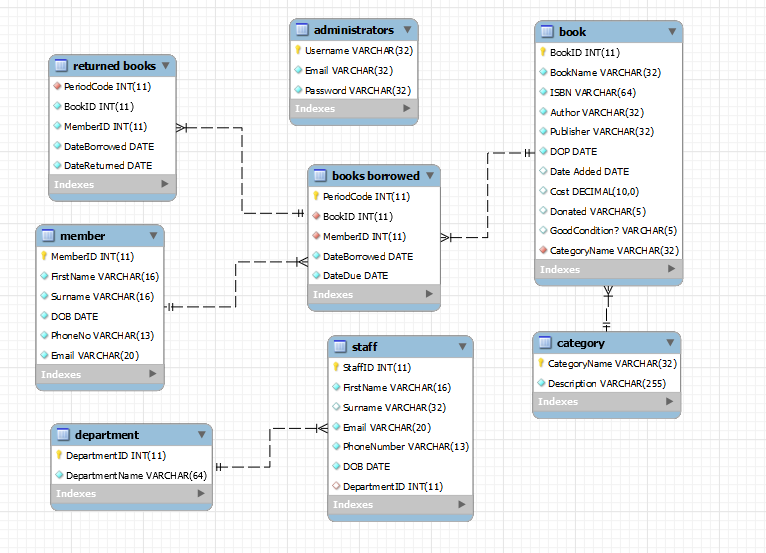 administrators
Username VARCHAR(32)
Email VARCHAR(32)
Password VARCHAR(32)
Indexes
book
BookID INT(11)
BookName VARCHAR(32)
ISBN VARCHAR(64)
Author VARCHAR(32)
Publisher VARCHAR(32)
DOP DATE
Date Added DATE
Cost DECIMAL(10,0)
Donated VARCHAR(5)
GoodCondition? VARCHAR(5)
CategoryName VARCHAR(32)
Indexes
returned books
PeriodCode INT(11)
BookID INT(11)
MemberID INT(11)
DateBorrowed DATE
DateReturned DATE
Indexes
books borrowed
PeriodCode INT(11)
BookID INT(11)
MemberID INT(11)
DateBorrowed DATE
DateDue DATE
Indexes
member
MemberID INT(11)
FirstName VARCHAR(16)
Surname VARCHAR(16)
DOB DATE
PhoneNo VARCHAR(13)
Email VARCHAR(20)
Indexes
staff
StaffID INT(11)
FirstName VARCHAR(16)
Surname VARCHAR(32)
Email VARCHAR(20)
PhoneNumber VARCHAR(13)
DOB DATE
DepartmentID INT(11)
Indexes
category
CategoryName VARCHAR(32)
Description VARCHAR(255)
Indexes
department
DepartmentID INT(11)
DepartmentName VARCHAR(64)
Indexes